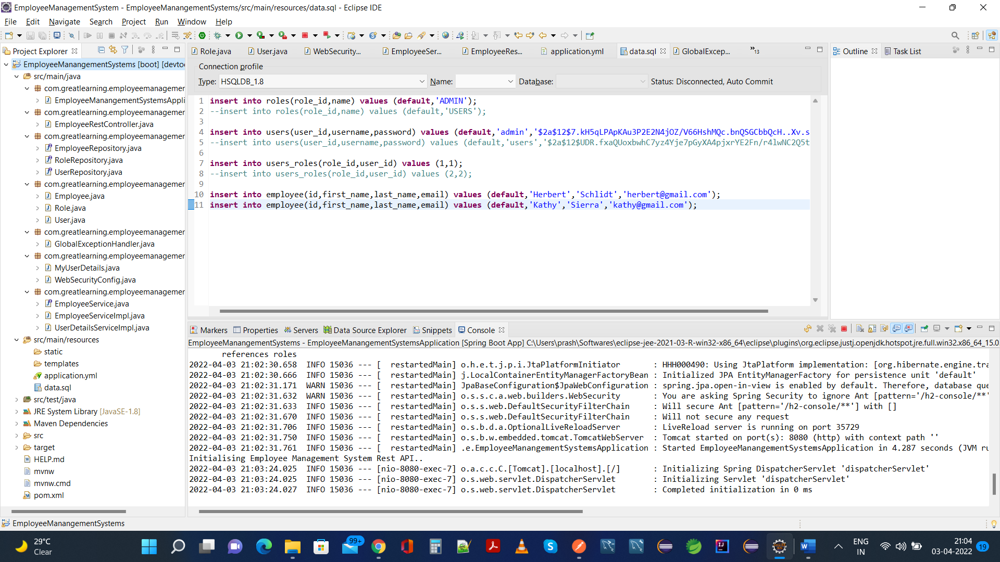 EmployeeManagementSystem - EmployeeManangementSystems/src/main/resources/data.sql - Eclipse IDE
File Edit Navigate Search Project Run Window Help
Project Explorer
EmployeeManangementSystems [boot] [devtoo
src/main/java
com.greatlearning.employeemanagemer
EmployeeManangementSystemsAppli
com.greatlearning.employeemanagemer
EmployeeRestController.java
com.greatlearning.employeemanagemer
EmployeeRepository.java
RoleRepository.java
UserRepository.java
com.greatlearning.employeemanagemer
Employee.java
Role.java
User.java
com.greatlearning.employeemanagemer
GlobalExceptionHandler.java
com.greatlearning.employeemanagemer
MyUserDetails.java
WebSecurityConfig.java
com.greatlearning.employeemanagemer
EmployeeService.java
EmployeeServiceImpl.java
UserDetailsServiceImpl.java
src/main/resources
static
templates
application.yml
data.sql
src/test/java
JRE System Library [JavaSE-1.8]
Maven Dependencies
src
target
HELP.md
mvnw
mvnw.cmd
pom.xml
Role.java User.java WebSecurity... EmployeeSer... EmployeeRes... application.yml data.sql GlobalExcep... »13
Connection profile
Type: HSQLDB_1.8 Name: Database: Status: Disconnected, Auto Commit
1 insert into roles(role_id,name) values (default,'ADMIN');
2 --insert into roles(role_id,name) values (default,'USERS');
3
4 insert into users(user_id,username,password) values (default,'admin','$2a$12$7.kH5qLPApKAu3P2E2N4jOZ/V66HshMQc.bnQSGCbbQcH..Xv.s
5 --insert into users(user_id,username,password) values (default,'users','$2a$12$UDR.fxaQUoxbwhC7yz4Yje7pGyXA4pjxrYE2Fn/r4lwNC2Q5t
6
7 insert into users_roles(role_id,user_id) values (1,1);
8 --insert into users_roles(role_id,user_id) values (2,2);
9
10 insert into employee(id,first_name,last_name,email) values (default,'Herbert','Schlidt','herbert@gmail.com');
11 insert into employee(id,first_name,last_name,email) values (default,'Kathy','Sierra','kathy@gmail.com');
Outline Task List
Markers Properties Servers Data Source Explorer Snippets Console
EmployeeManangementSystems - EmployeeManangementSystemsApplication [Spring Boot App] C:\Users\prash\Softwares\eclipse-jee-2021-03-R-win32-x86_64\eclipse\plugins\org.eclipse.justj.openjdk.hotspot.jre.full.win32.x86_64_15.0
references roles
2022-04-03 21:02:30.658 INFO 15036 --- [ restartedMain] o.h.e.t.j.p.i.JtaPlatformInitiator : HHH000490: Using JtaPlatform implementation: [org.hibernate.engine.tra
2022-04-03 21:02:30.666 INFO 15036 --- [ restartedMain] j.LocalContainerEntityManagerFactoryBean : Initialized JPA EntityManagerFactory for persistence unit 'default'
2022-04-03 21:02:31.171 WARN 15036 --- [ restartedMain] JpaBaseConfiguration$JpaWebConfiguration : spring.jpa.open-in-view is enabled by default. Therefore, database que
2022-04-03 21:02:31.632 WARN 15036 --- [ restartedMain] o.s.s.c.a.web.builders.WebSecurity : You are asking Spring Security to ignore Ant [pattern='/h2-console/**'
2022-04-03 21:02:31.633 INFO 15036 --- [ restartedMain] o.s.s.web.DefaultSecurityFilterChain : Will secure Ant [pattern='/h2-console/**'] with []
2022-04-03 21:02:31.670 INFO 15036 --- [ restartedMain] o.s.s.web.DefaultSecurityFilterChain : Will not secure any request
2022-04-03 21:02:31.706 INFO 15036 --- [ restartedMain] o.s.b.d.a.OptionalLiveReloadServer : LiveReload server is running on port 35729
2022-04-03 21:02:31.750 INFO 15036 --- [ restartedMain] o.s.b.w.embedded.tomcat.TomcatWebServer : Tomcat started on port(s): 8080 (http) with context path ''
2022-04-03 21:02:31.761 INFO 15036 --- [ restartedMain] .e.EmployeeManangementSystemsApplication : Started EmployeeManangementSystemsApplication in 4.287 seconds (JVM ru
Initialising Employee Management System Rest API..
2022-04-03 21:03:24.025 INFO 15036 --- [nio-8080-exec-7] o.a.c.c.C.[Tomcat].[localhost].[/] : Initializing Spring DispatcherServlet 'dispatcherServlet'
2022-04-03 21:03:24.025 INFO 15036 --- [nio-8080-exec-7] o.s.web.servlet.DispatcherServlet : Initializing Servlet 'dispatcherServlet'
2022-04-03 21:03:24.027 INFO 15036 --- [nio-8080-exec-7] o.s.web.servlet.DispatcherServlet : Completed initialization in 0 ms
EmployeeManangementSystems
29°C
Clear
99+
ENG
IN
21:04
03-04-2022
19